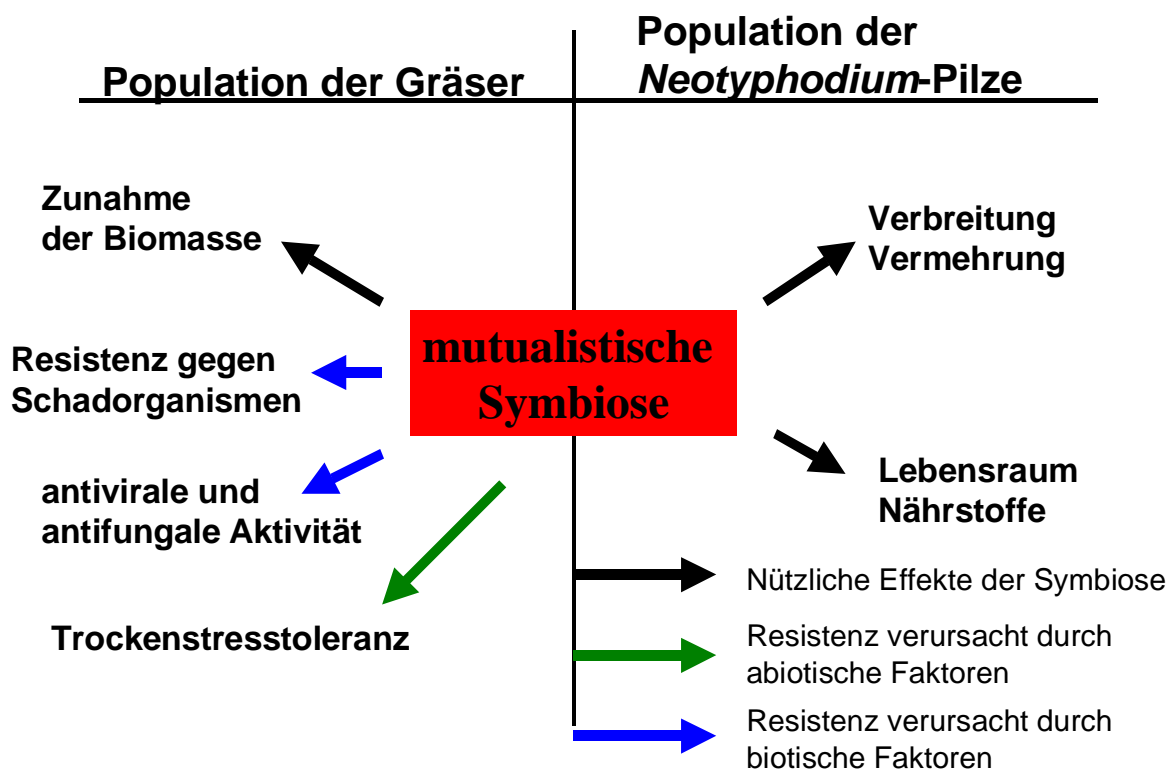 Population der Gräser
Population der
Neotyphodium-Pilze
Zunahme
der Biomasse
Resistenz gegen
Schadorganismen
antivirale und
antifungale Aktivität
Trockenstresstoleranz
mutualistische
Symbiose
Verbreitung
Vermehrung
Lebensraum
Nährstoffe
Nützliche Effekte der Symbiose
Resistenz verursacht durch
abiotische Faktoren
Resistenz verursacht durch
biotische Faktoren